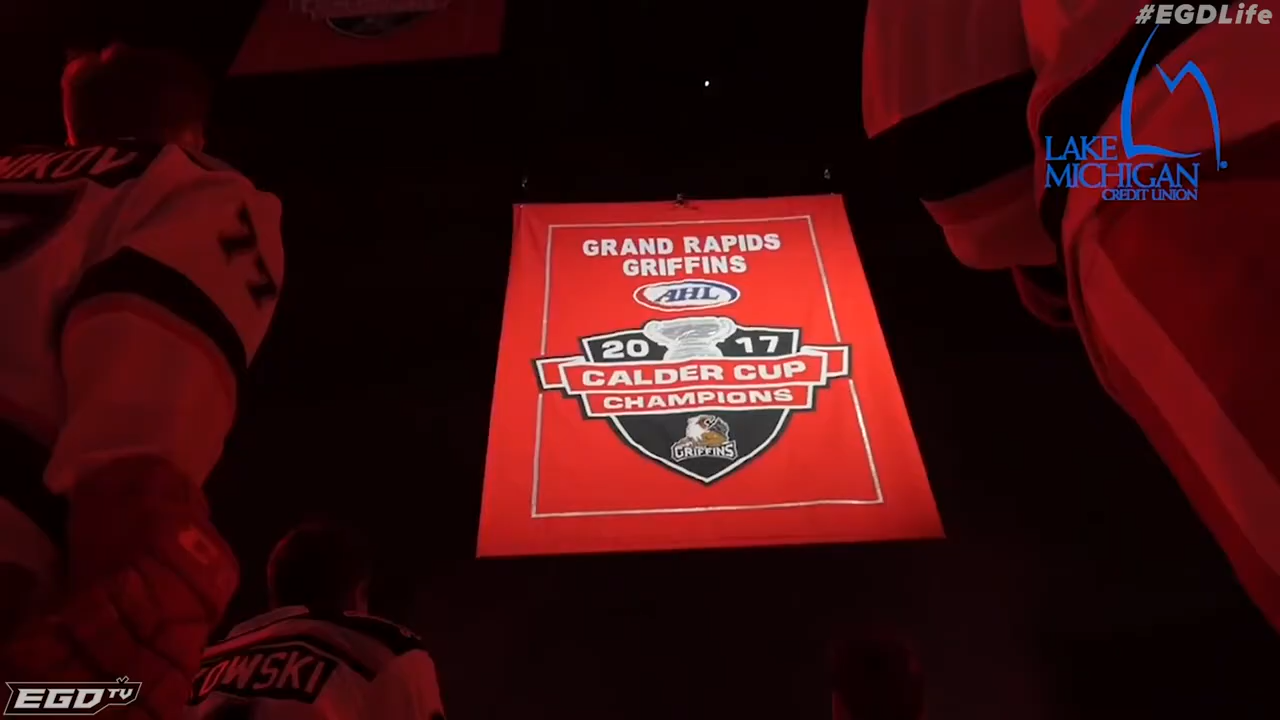 #EGDLife
LAKE
MICHIGAN
CREDIT UNION
GRAND RAPIDS
GRIFFINS
AHL
20 17
CALDER CUP
CHAMPIONS
GRIFFINS
NIKOV
OWSKI
EGD TV